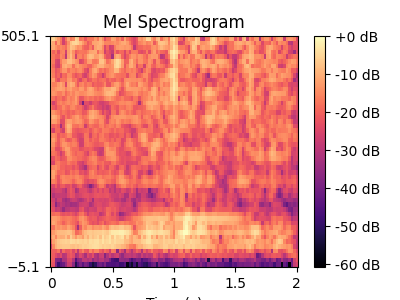 Mel Spectrogram
505.1
−5.1
0
0.5
1
1.5
2
+0 dB
-10 dB
-20 dB
-30 dB
-40 dB
-50 dB
-60 dB